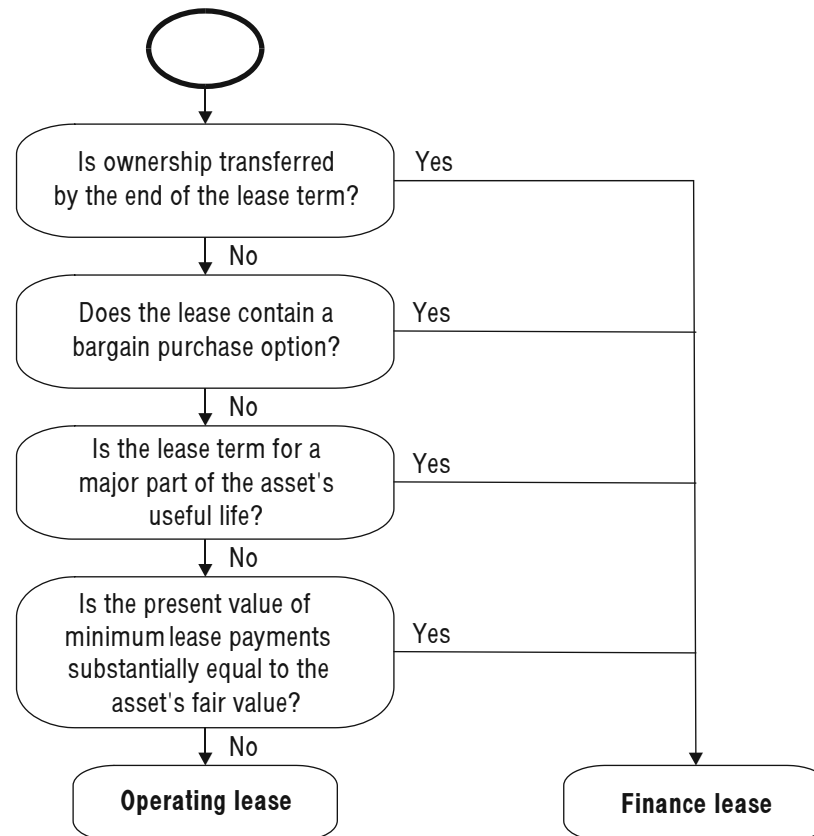 Is ownership transferred
by the end of the lease term?
Yes
No
Does the lease contain a
bargain purchase option?
Yes
No
Is the lease term for a
major part of the asset's
useful life?
Yes
No
Is the present value of
minimum lease payments
substantially equal to the
asset's fair value?
Yes
No
Operating lease
Finance lease